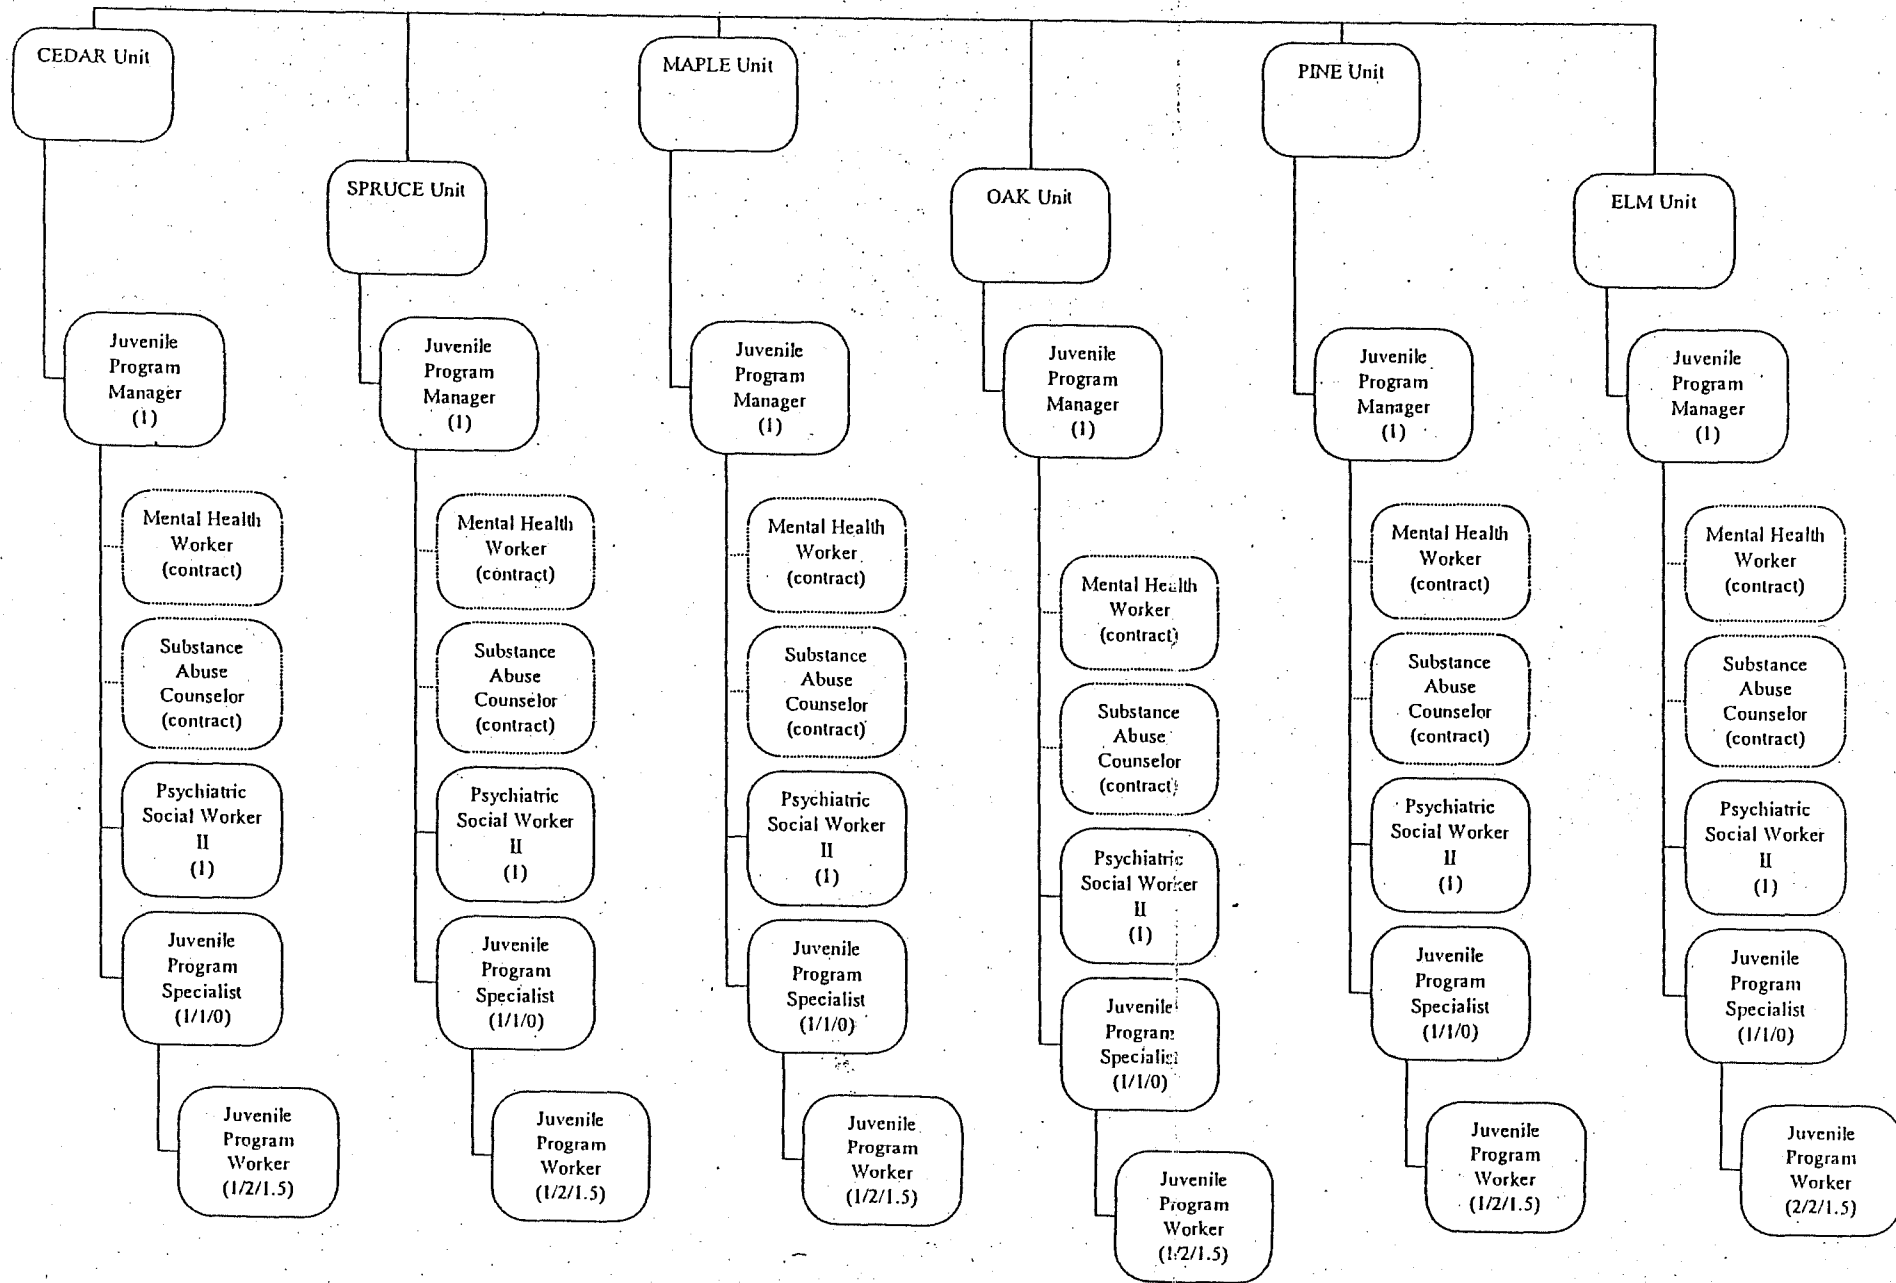 CEDAR Unit
MAPLE Unit
PINE Unit
SPRUCE Unit
OAK Unit
ELM Unit
Juvenile
Program
Manager
(1)
Mental Health
Worker
(contract)
Substance
Abuse
Counselor
(contract)
Psychiatric
Social Worker
II
(1)
Juvenile
Program
Specialist
(1/1/0)
Juvenile
Program
Worker
(1/2/1.5)
Juvenile
Program
Manager
(1)
Mental Health
Worker
(contract)
Substance
Abuse
Counselor
(contract)
Psychiatric
Social Worker
II
(1)
Juvenile
Program
Specialist
(1/1/0)
Juvenile
Program
Worker
(1/2/1.5)
Juvenile
Program
Manager
(1)
Mental Health
Worker
(contract)
Substance
Abuse
Counselor
(contract)
Psychiatric
Social Worker
II
(1)
Juvenile
Program
Specialist
(1/1/0)
Juvenile
Program
Worker
(1/2/1.5)
Juvenile
Program
Manager
(1)
Mental Health
Worker
(contract)
Substance
Abuse
Counselor
(contract)
Psychiatric
Social Worker
II
(1)
Juvenile
Program
Specialist
(1/1/0)
Juvenile
Program
Worker
(1/2/1.5)
Juvenile
Program
Manager
(1)
Mental Health
Worker
(contract)
Substance
Abuse
Counselor
(contract)
Psychiatric
Social Worker
II
(1)
Juvenile
Program
Specialist
(1/1/0)
Juvenile
Program
Worker
(1/2/1.5)
Juvenile
Program
Manager
(1)
Mental Health
Worker
(contract)
Substance
Abuse
Counselor
(contract)
Psychiatric
Social Worker
II
(1)
Juvenile
Program
Specialist
(1/1/0)
Juvenile
Program
Worker
(2/2/1.5)